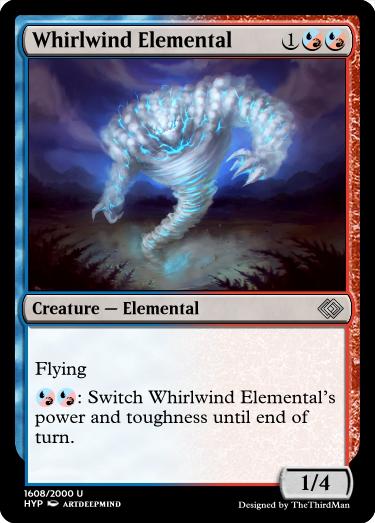 Whirlwind Elemental 1
Creature — Elemental
Flying
: Switch Whirlwind Elemental's
power and toughness until end of
turn.
1/4
1608/2000 U
HYP ARTDEEPMIND
Designed by TheThirdMan